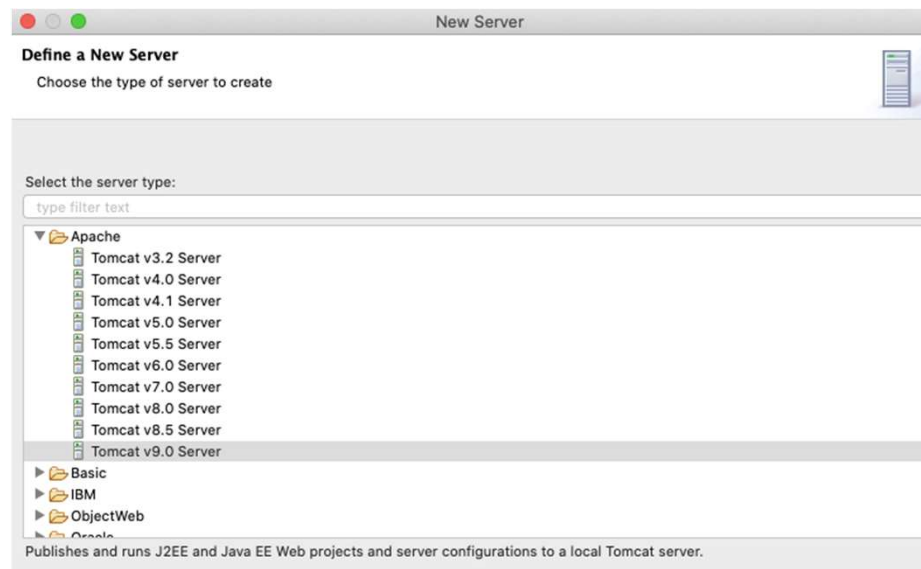 New Server
Define a New Server
Choose the type of server to create
Select the server type:
type filter text
Apache
Tomcat v3.2 Server
Tomcat v4.0 Server
Tomcat v4.1 Server
Tomcat v5.0 Server
Tomcat v5.5 Server
Tomcat v6.0 Server
Tomcat v7.0 Server
Tomcat v8.0 Server
Tomcat v8.5 Server
Tomcat v9.0 Server
Basic
IBM
ObjectWeb
Oracle
Publishes and runs J2EE and Java EE Web projects and server configurations to a local Tomcat server.